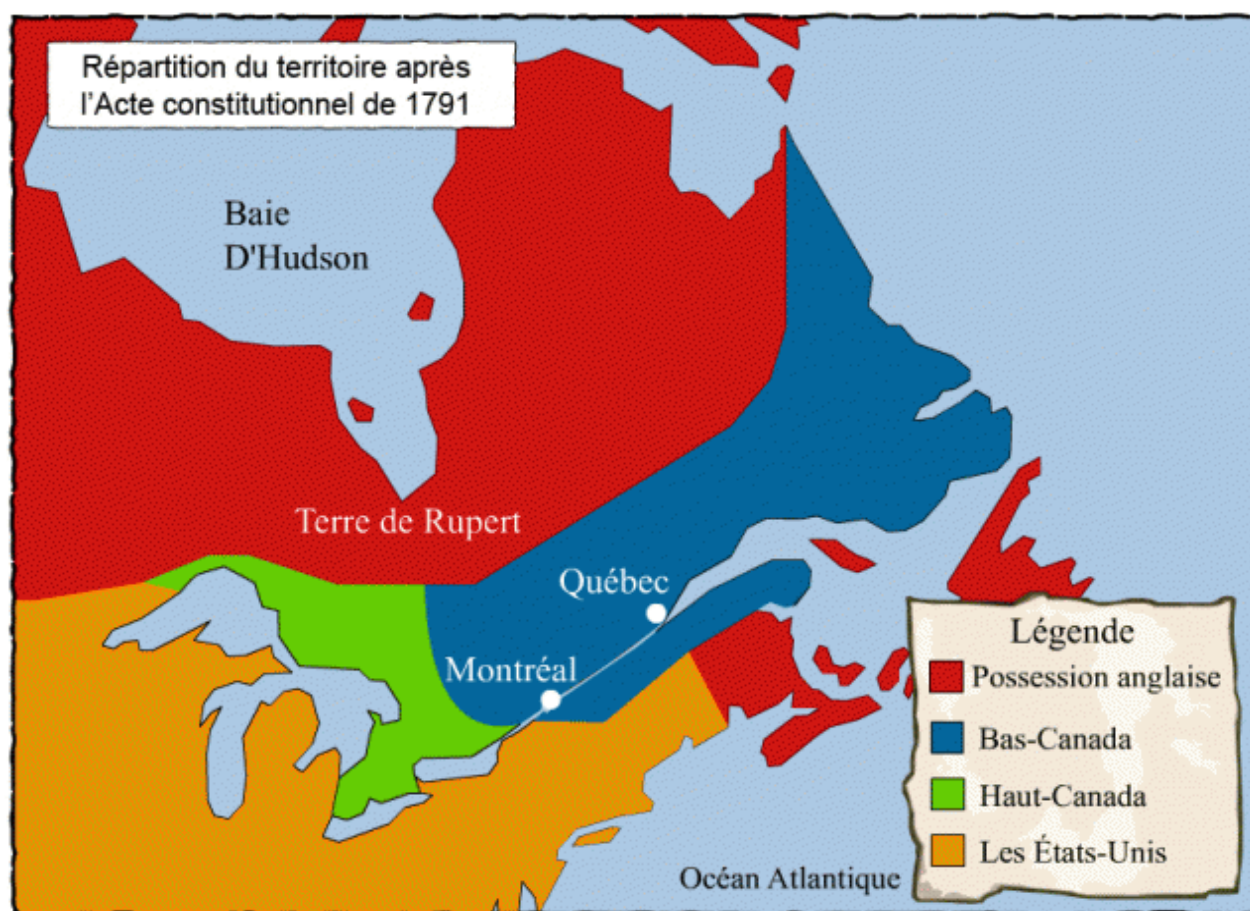 Répartition du territoire après
l'Acte constitutionnel de 1791
Baie
D'Hudson
Terre de Rupert
Québec
Montréal
Légende
Possession anglaise
Bas-Canada
Haut-Canada
Les États-Unis
Océan Atlantique